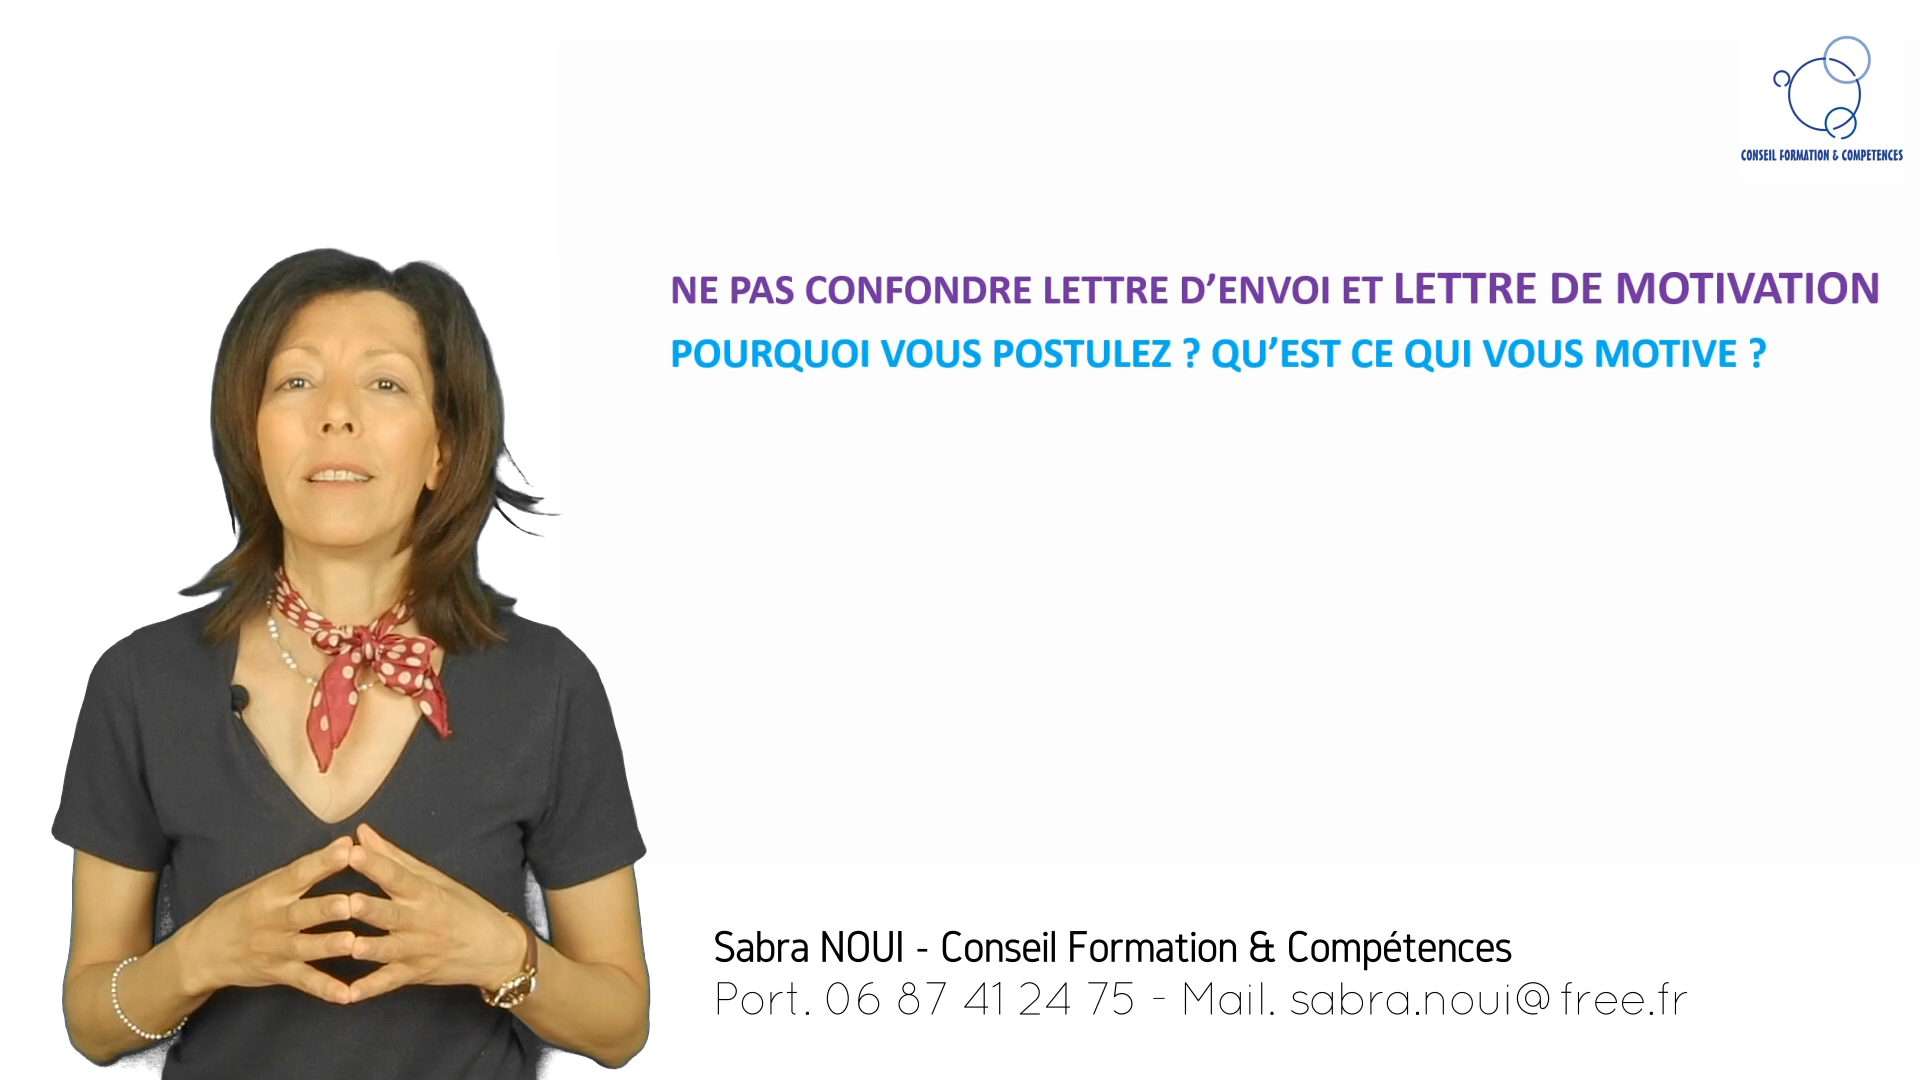 CONSEIL FORMATION & COMPETENCES
NE PAS CONFONDRE LETTRE D’ENVOI ET LETTRE DE MOTIVATION
POURQUOI VOUS POSTULEZ ? QU’EST CE QUI VOUS MOTIVE ?
Sabra NOUI - Conseil Formation & Compétences
Port. 06 87 41 24 75 - Mail. sabra.noui@free.fr